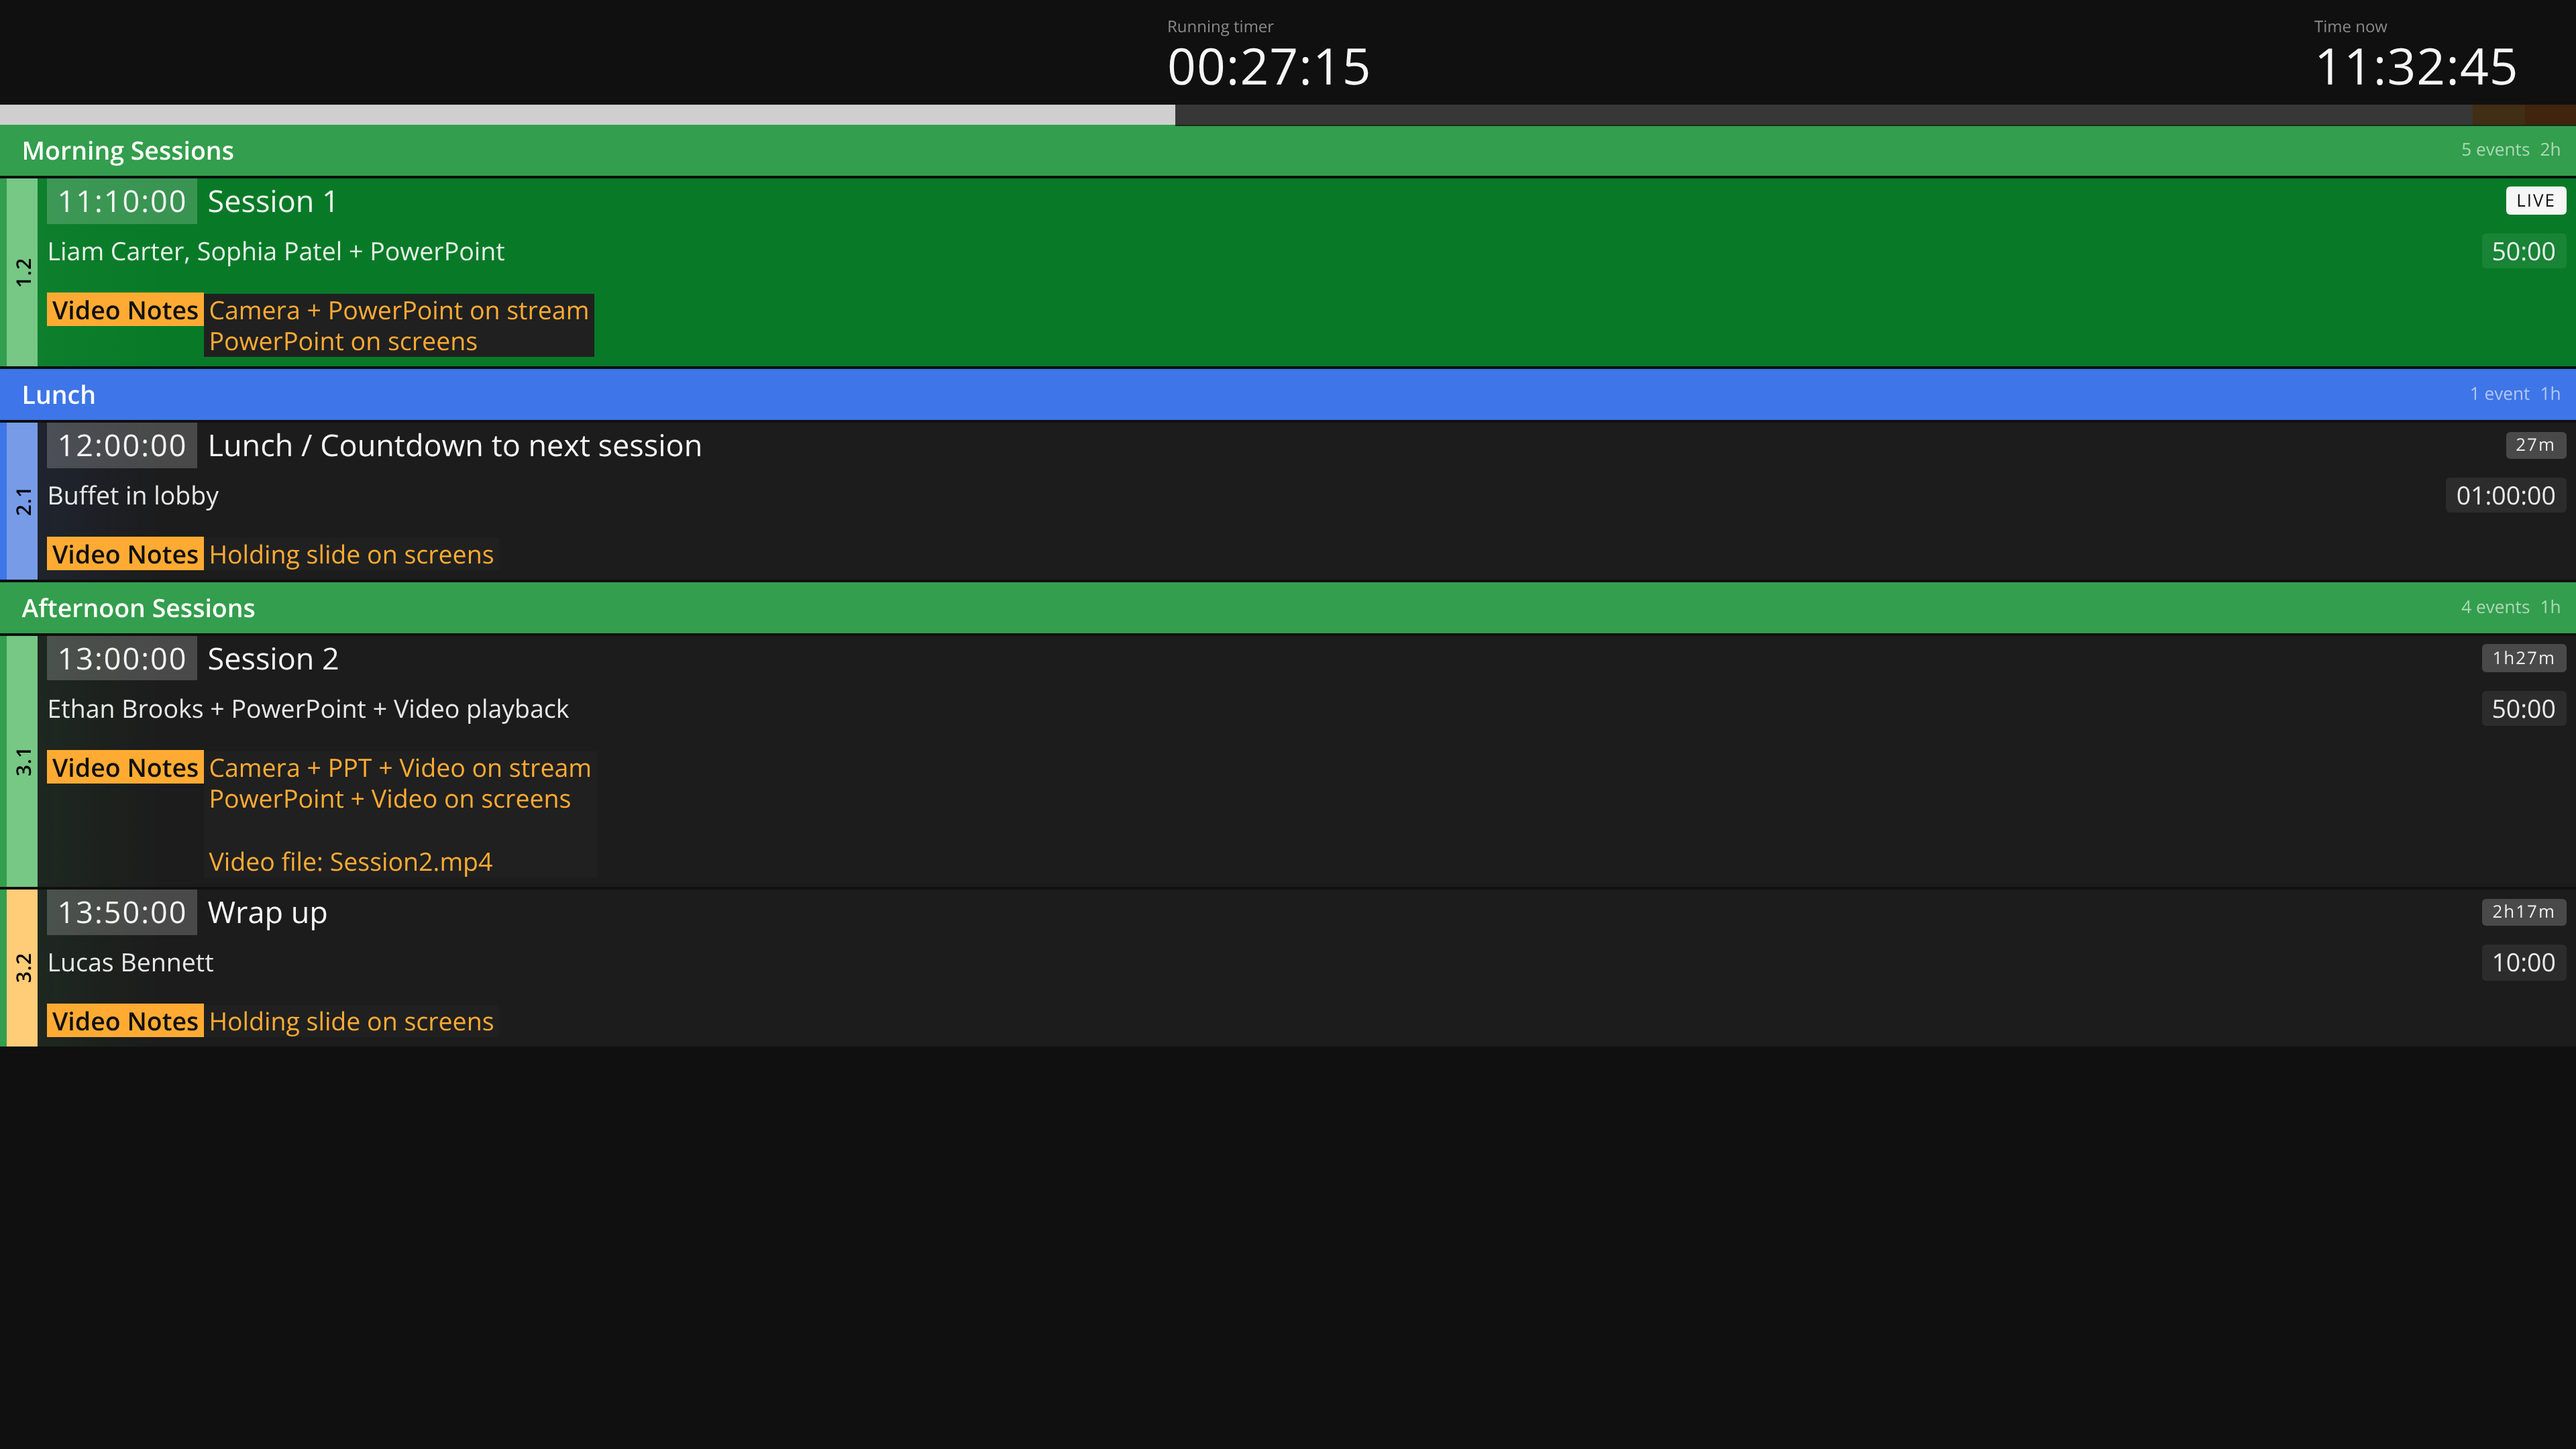 Running timer
00:27:15
Time now
11:32:45
Morning Sessions
5 events 2h
1.2
11:10:00 Session 1
LIVE
Liam Carter, Sophia Patel + PowerPoint
50:00
Video Notes Camera + PowerPoint on stream
PowerPoint on screens
Lunch
1 event 1h
2.1
12:00:00 Lunch / Countdown to next session
27m
Buffet in lobby
01:00:00
Video Notes Holding slide on screens
Afternoon Sessions
4 events 1h
3.1
13:00:00 Session 2
1h27m
Ethan Brooks + PowerPoint + Video playback
50:00
Video Notes Camera + PPT + Video on stream
PowerPoint + Video on screens
Video file: Session2.mp4
3.2
13:50:00 Wrap up
2h17m
Lucas Bennett
10:00
Video Notes Holding slide on screens